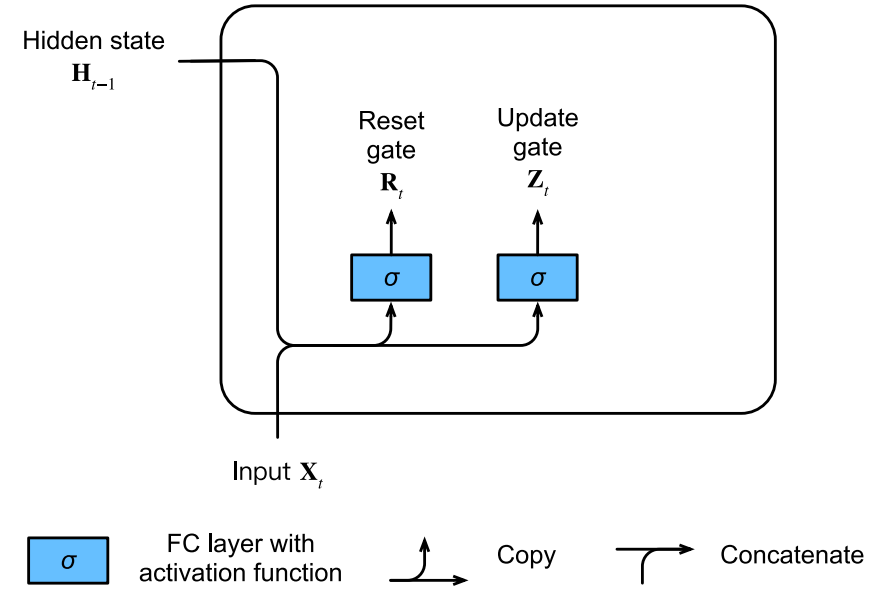 Hidden state
H_{t−1}
Reset
gate
R_t
Update
gate
Z_t
σ
σ
Input X_t
σ
FC layer with
activation function
Copy
Concatenate